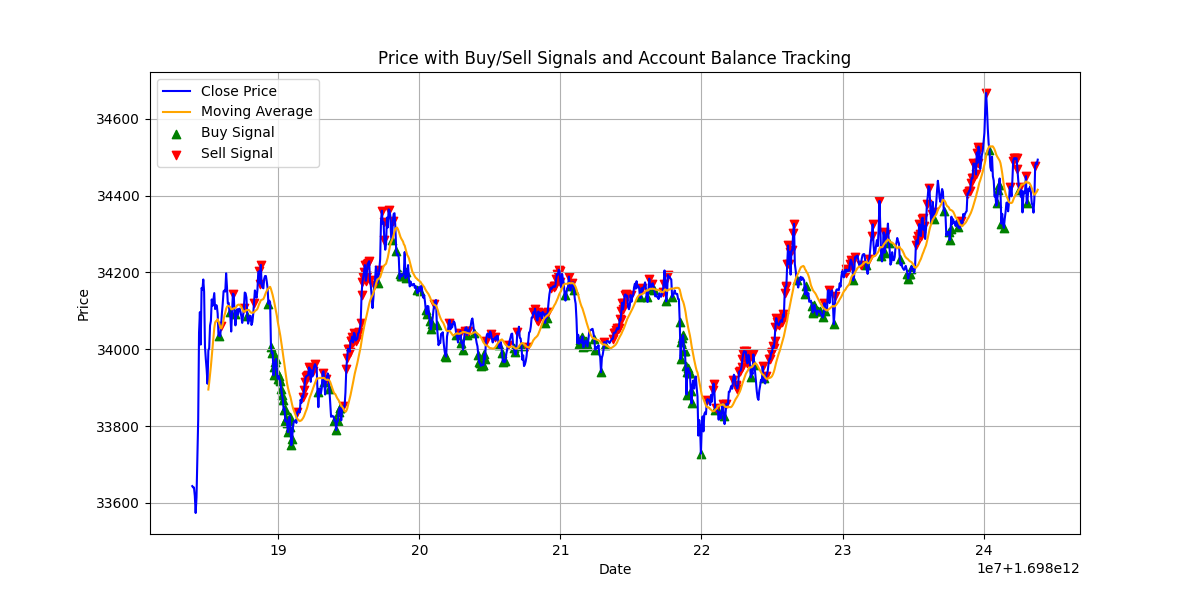 Price with Buy/Sell Signals and Account Balance Tracking
Close Price
Moving Average
Buy Signal
Sell Signal
Price
34600
34400
34200
34000
33800
33600
19
20
21
22
23
24
1e7+1.698e12
Date